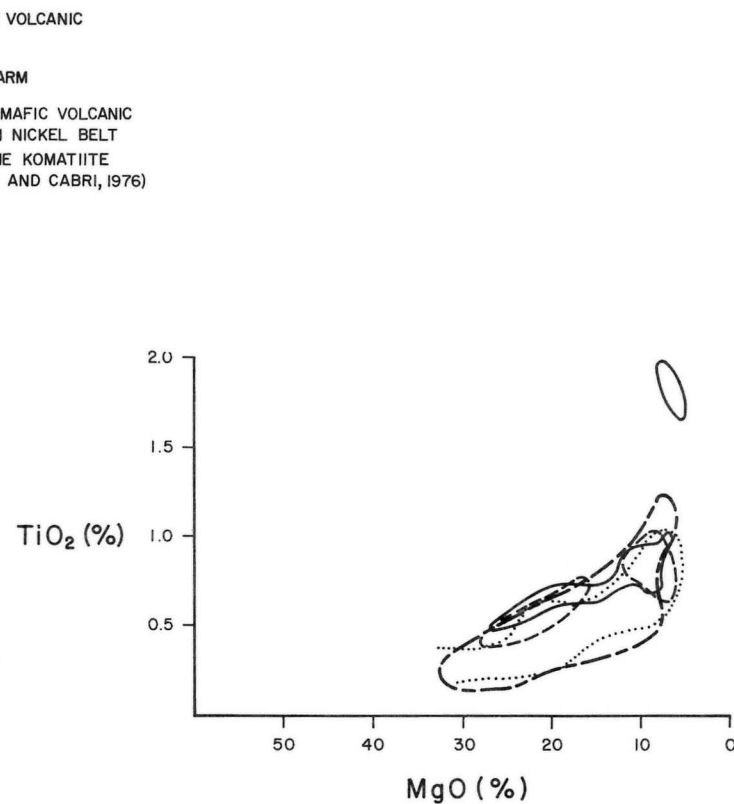 VOLCANIC
ARM
MAFIC VOLCANIC
NICKEL BELT
KOMATIITE
AND CABRI, 1976)
2.0
1.5
TiO₂ (%)
1.0
0.5
50 40 30 20 10 0
MgO (%)